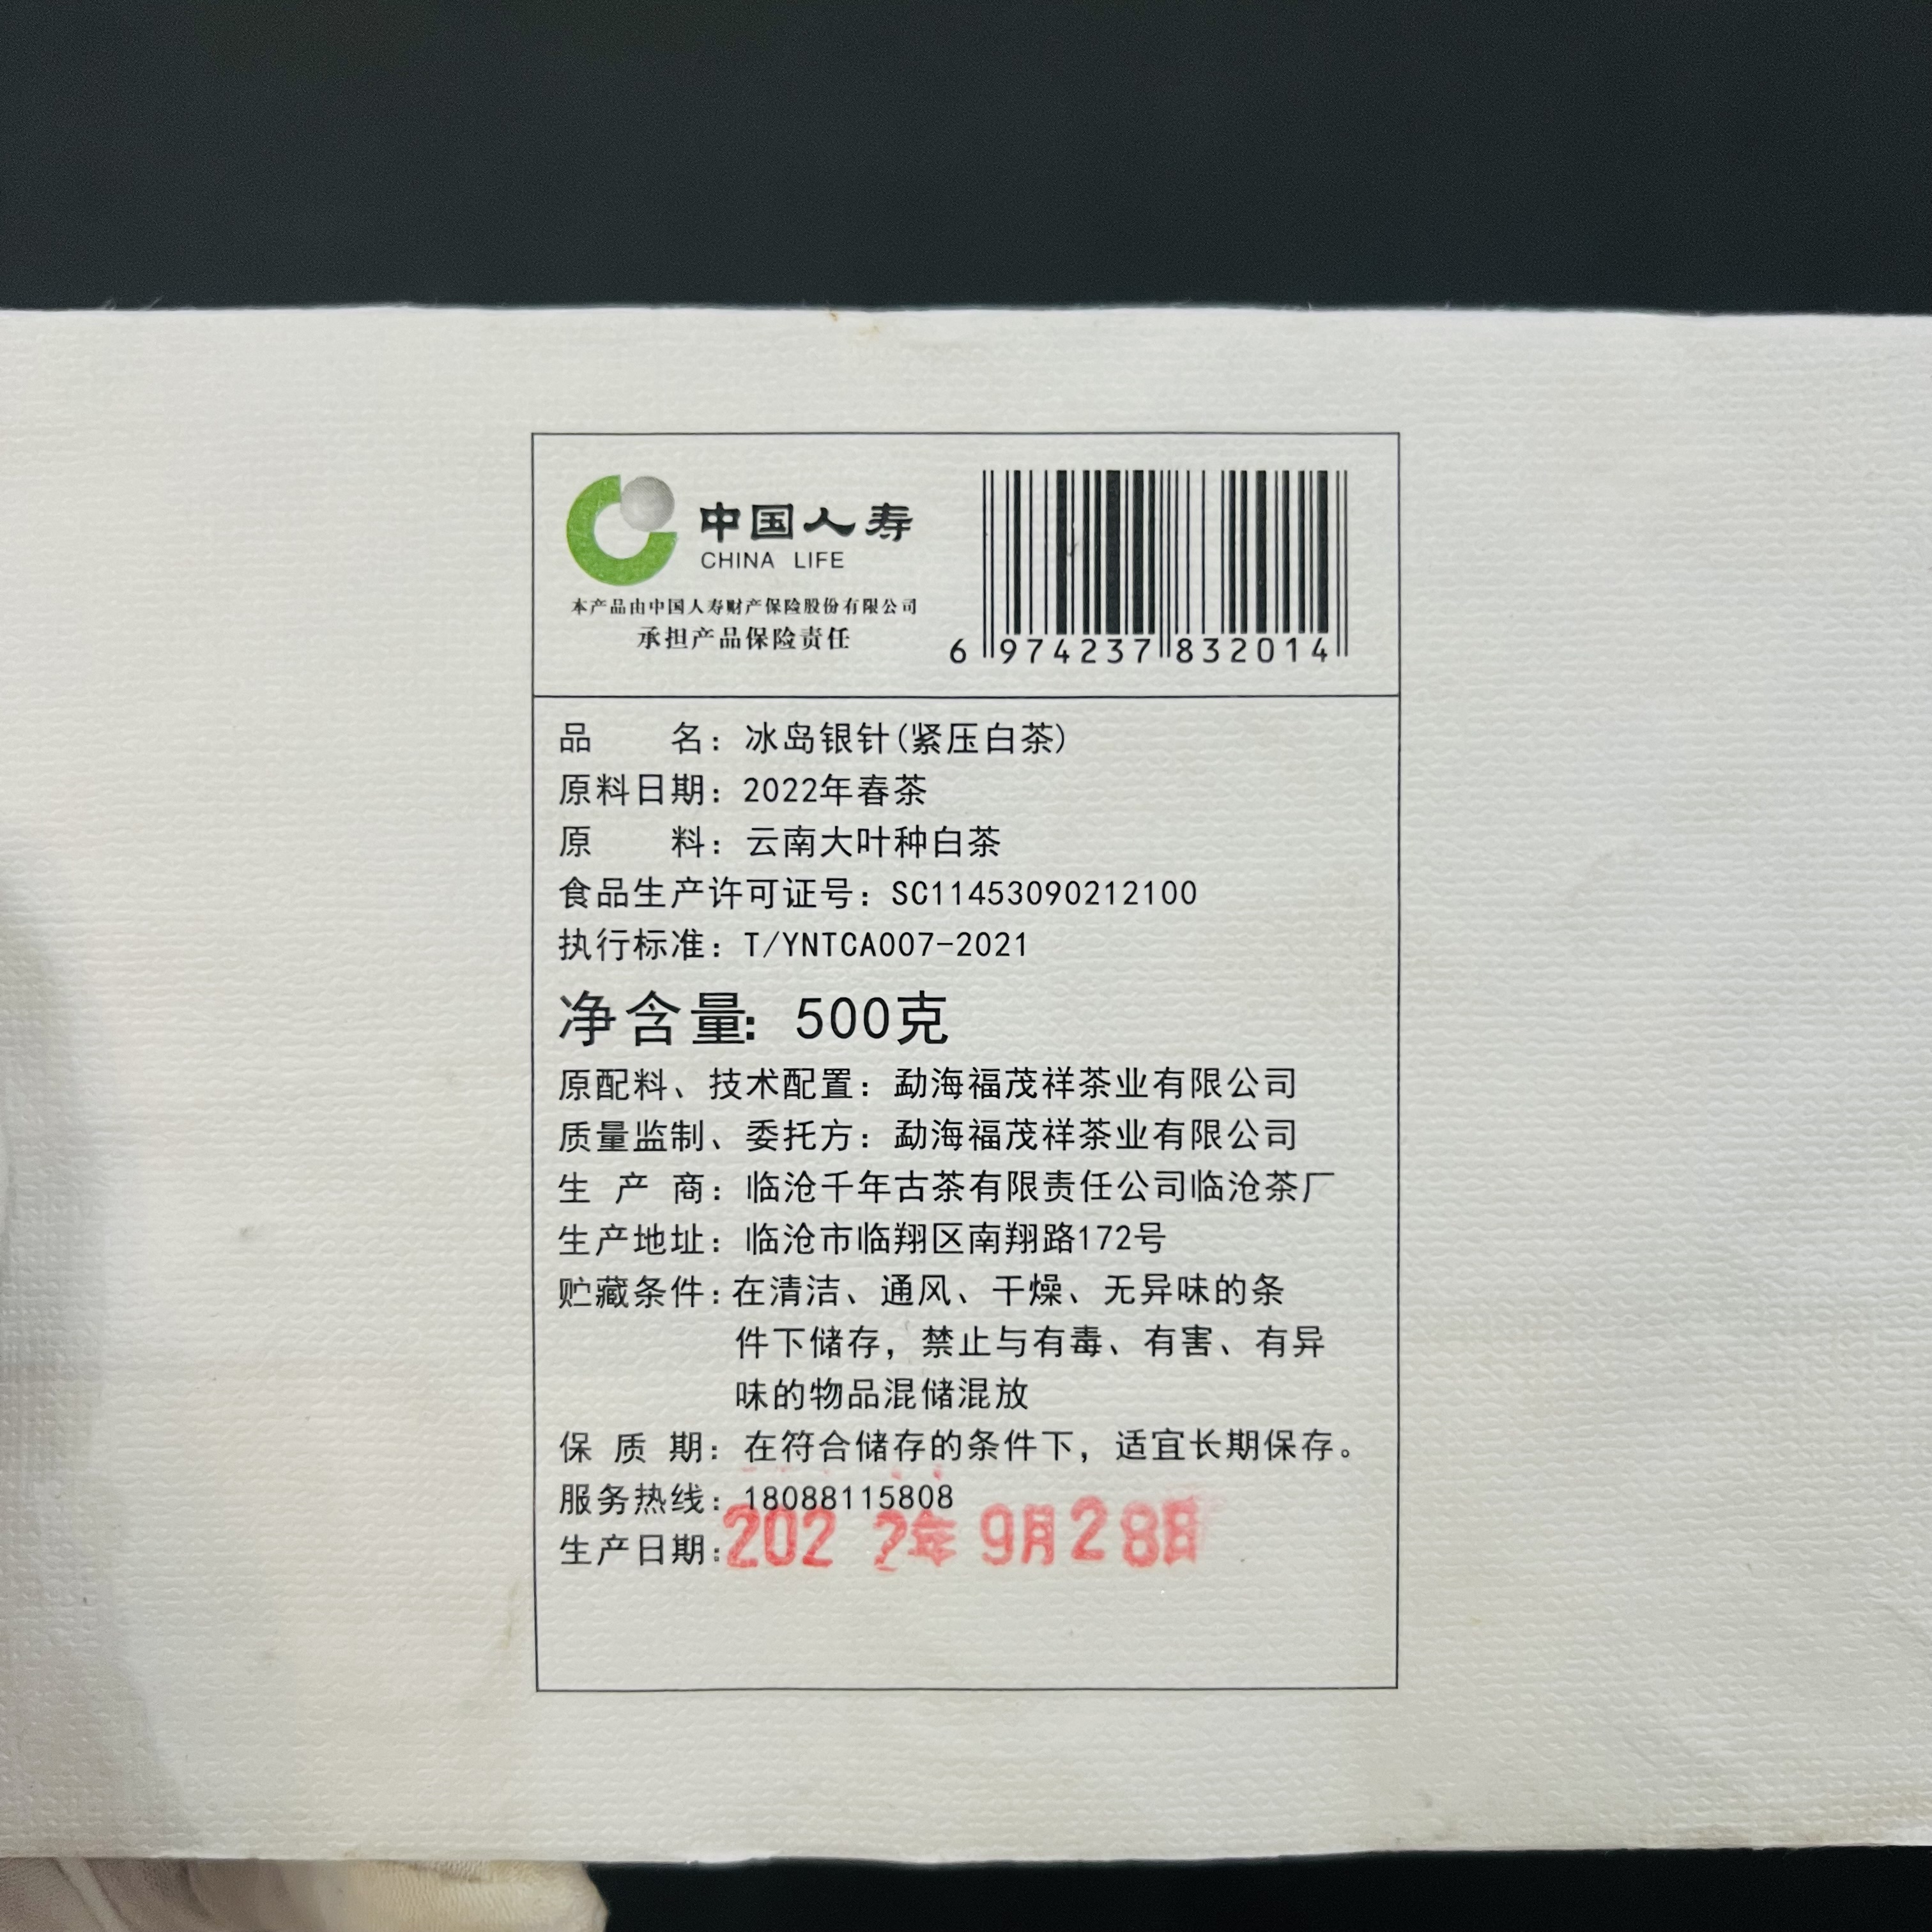 中国人寿
CHINA LIFE
本产品由中国人寿财产保险股份有限公司
承担产品保险责任
6 974237 832014
品 名：冰岛银针(紧压白茶)
原料日期：2022年春茶
原 料：云南大叶种白茶
食品生产许可证号：SC11453090212100
执行标准：T/YNTCA007-2021
净含量：500克
原配料、技术配置：勐海福茂祥茶业有限公司
质量监制、委托方：勐海福茂祥茶业有限公司
生 产 商：临沧千年古茶有限责任公司临沧茶厂
生产地址：临沧市临翔区南翔路172号
贮藏条件：在清洁、通风、干燥、无异味的条
件下储存，禁止与有毒、有害、有异
味的物品混储混放
保 质 期：在符合储存的条件下，适宜长期保存。
服务热线：18088115808
生产日期：2022年9月28日